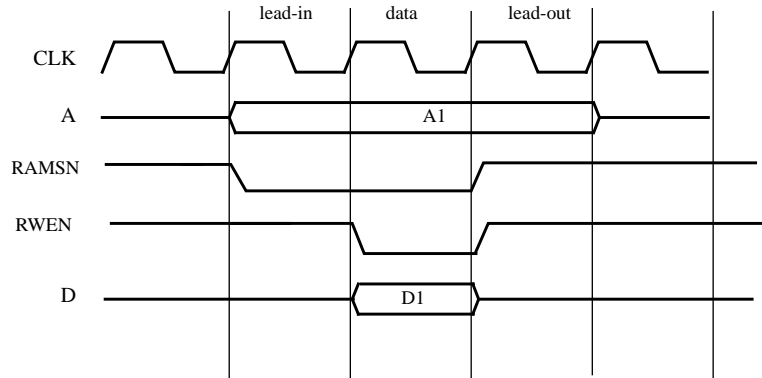 lead-in data lead-out
CLK
A A1
RAMSN
RWEN
D D1